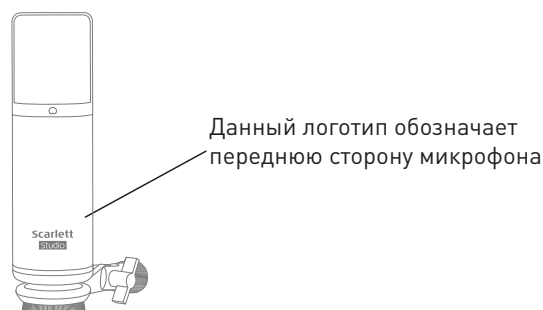 Данный логотип обозначает
переднюю сторону микрофона
Scarlett
Studio